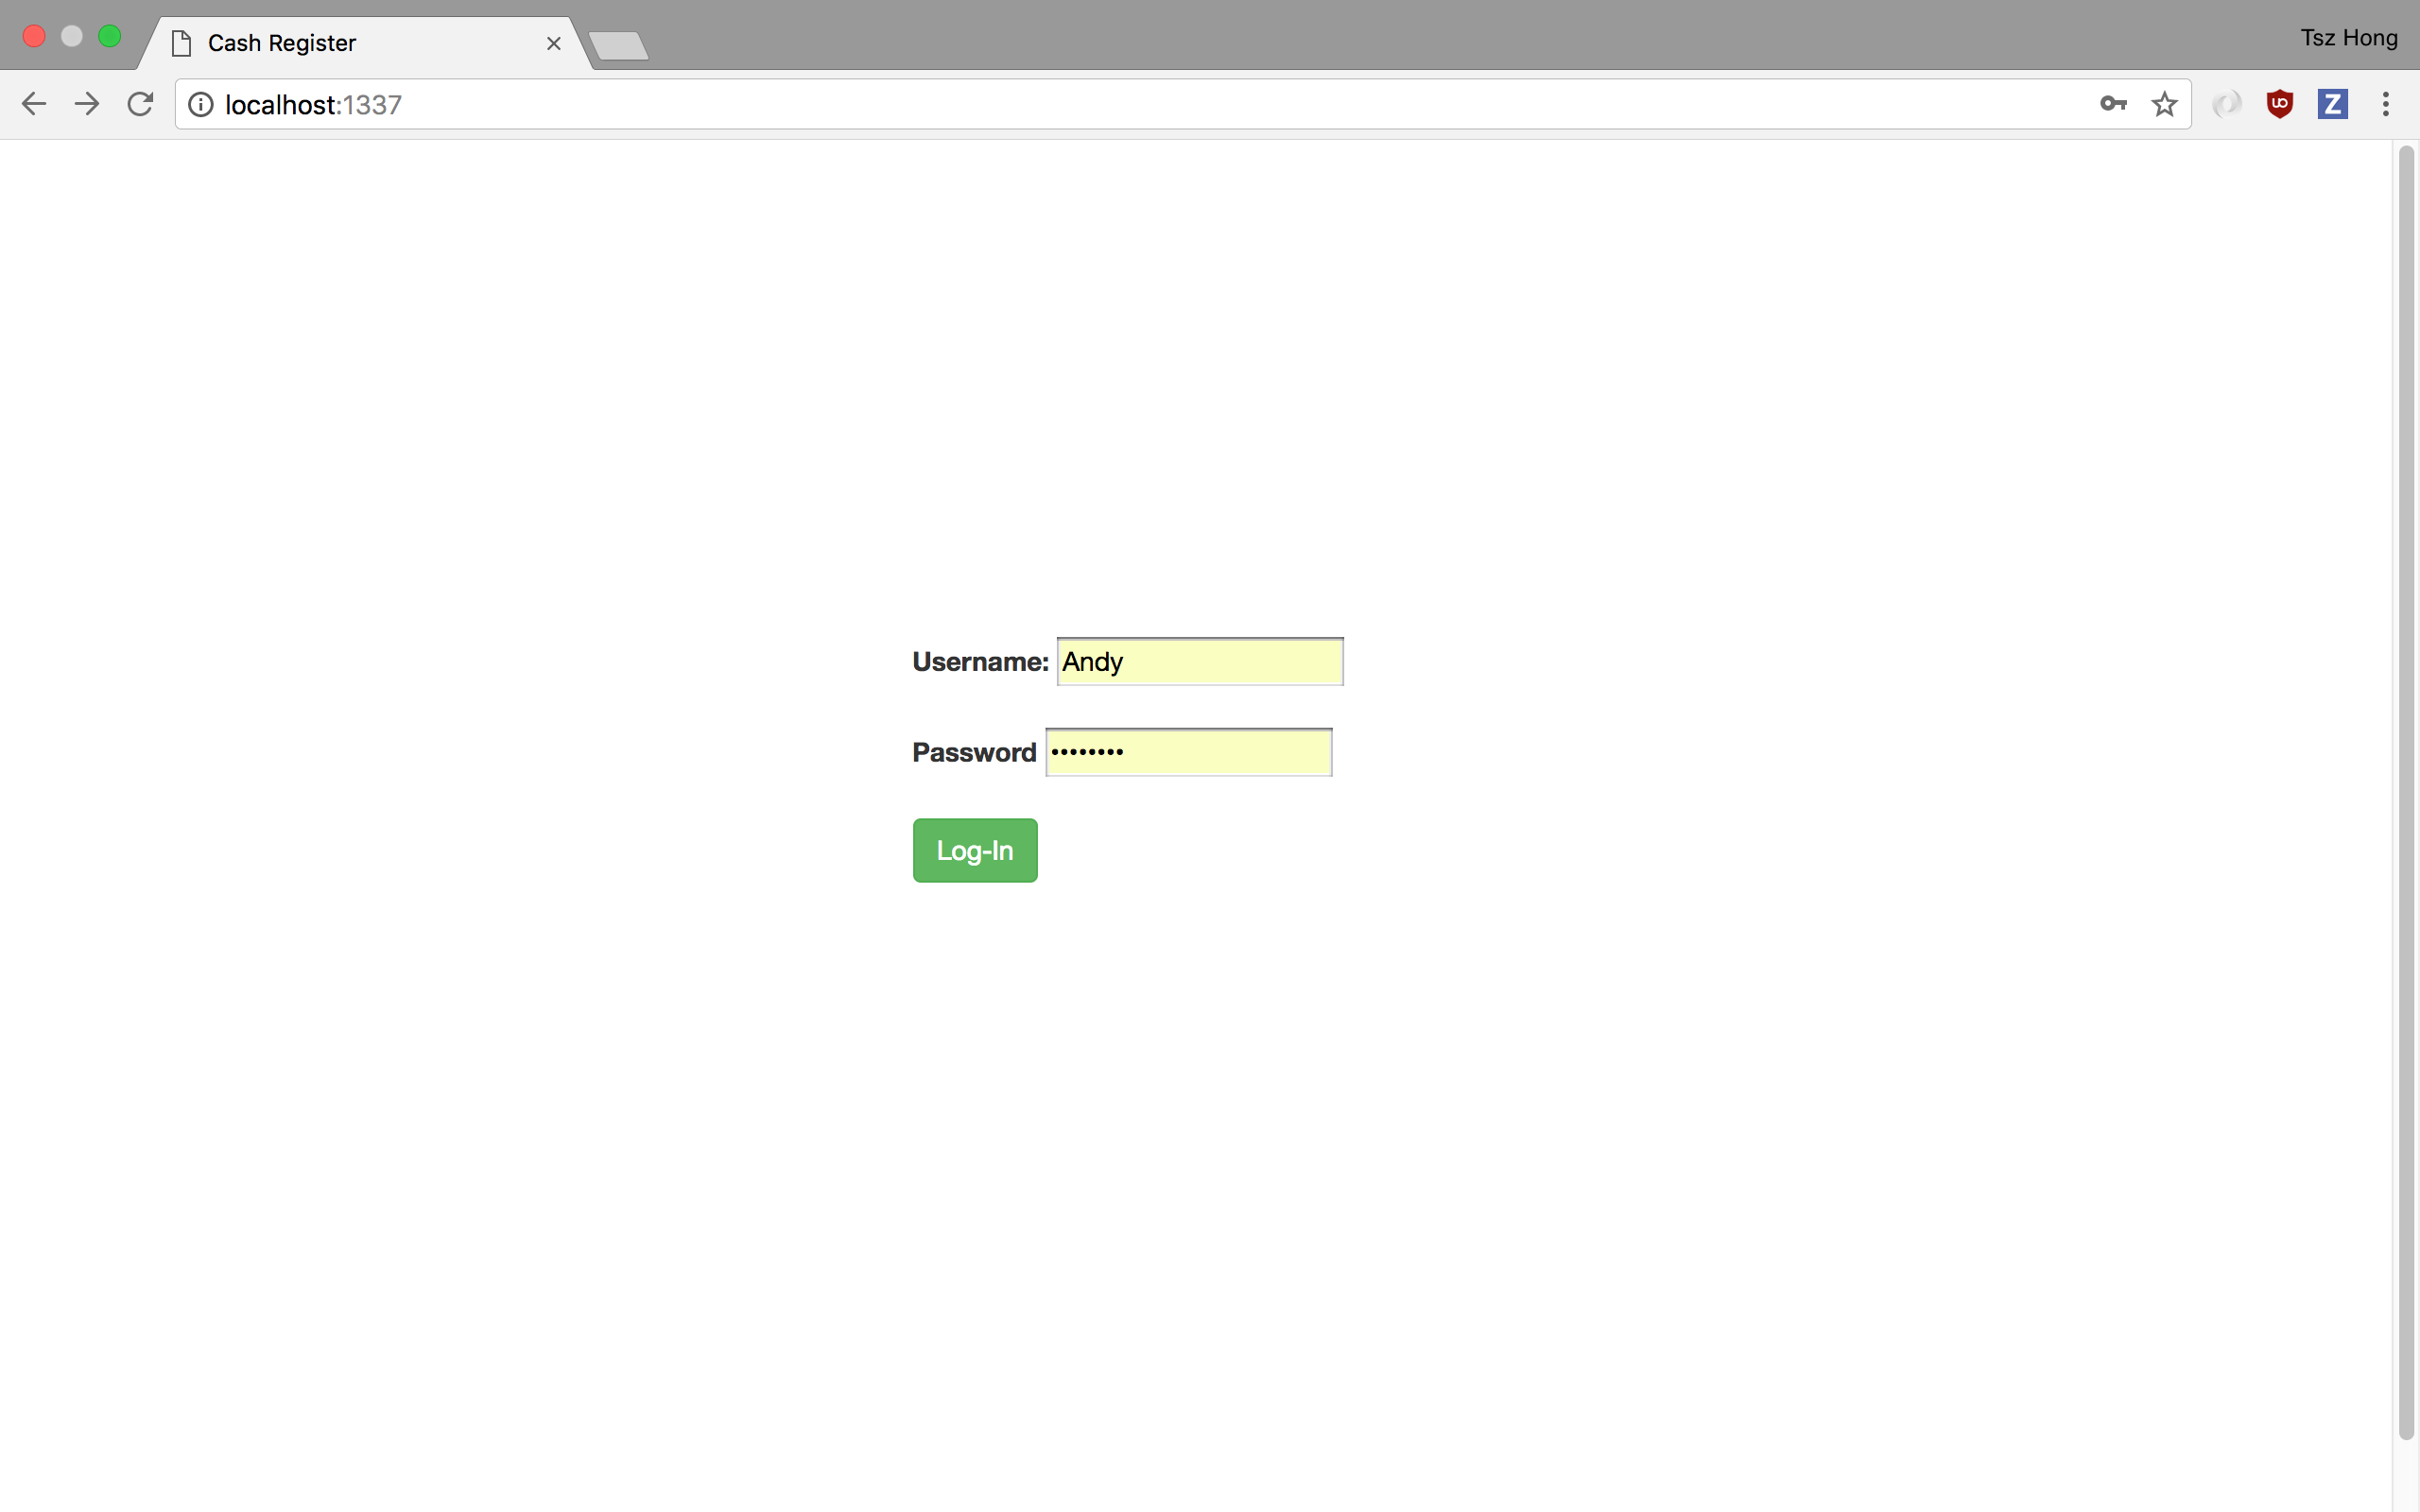 Cash Register
Tsz Hong
localhost:1337
Username: Andy
Password ••••••••
Log-In